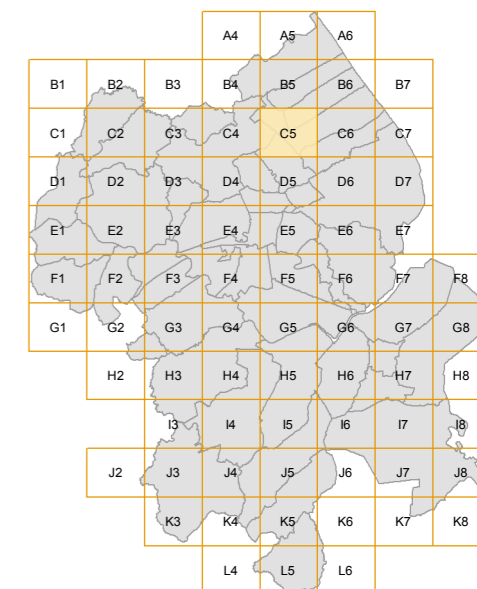 A4 A5 A6
B1 B2 B3 B4 B5 B6 B7
C1 C2 C3 C4 C5 C6 C7
D1 D2 D3 D4 D5 D6 D7
E1 E2 E3 E4 E5 E6 E7
F1 F2 F3 F4 F5 F6 F7 F8
G1 G2 G3 G4 G5 G6 G7 G8
H2 H3 H4 H5 H6 H7 H8
I3 I4 I5 I6 I7 I8
J2 J3 J4 J5 J6 J7 J8
K3 K4 K5 K6 K7 K8
L4 L5 L6